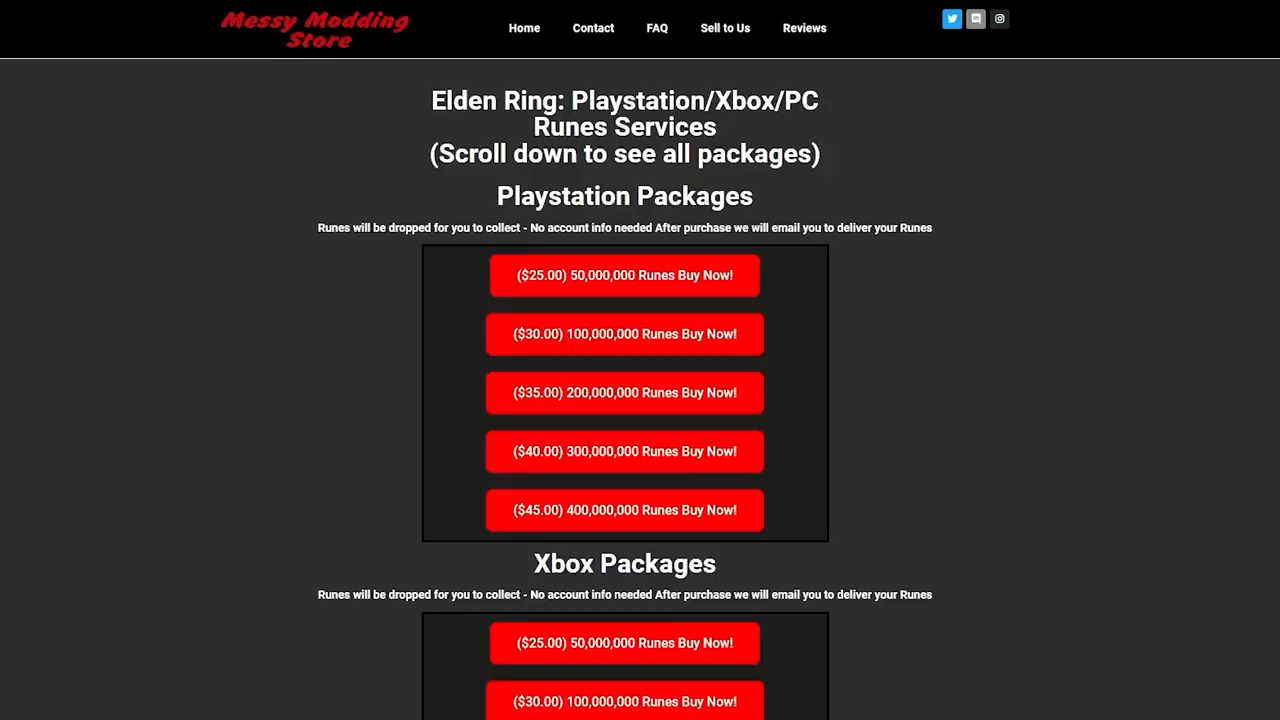 Messy Modding
Store
Home Contact FAQ Sell to Us Reviews
Elden Ring: Playstation/Xbox/PC
Runes Services
(Scroll down to see all packages)
Playstation Packages
Runes will be dropped for you to collect - No account info needed After purchase we will email you to deliver your Runes
($25.00) 50,000,000 Runes Buy Now!
($30.00) 100,000,000 Runes Buy Now!
($35.00) 200,000,000 Runes Buy Now!
($40.00) 300,000,000 Runes Buy Now!
($45.00) 400,000,000 Runes Buy Now!
Xbox Packages
Runes will be dropped for you to collect - No account info needed After purchase we will email you to deliver your Runes
($25.00) 50,000,000 Runes Buy Now!
($30.00) 100,000,000 Runes Buy Now!